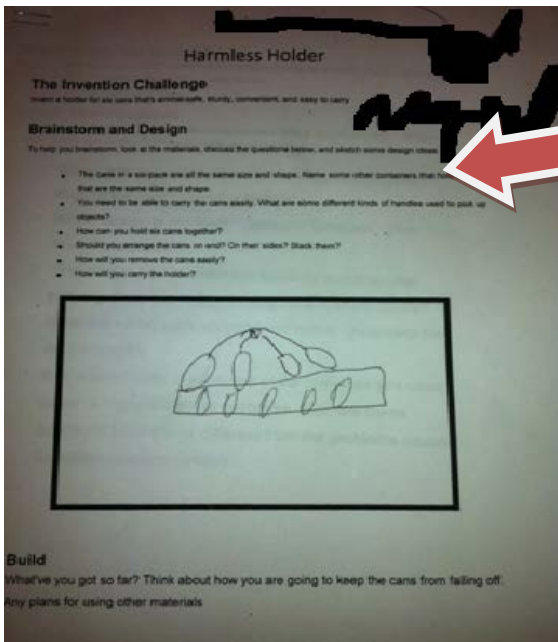 Harmless Holder
The Invention Challenge
Invent a holder for six cans that's animal-safe, sturdy, convenient, and easy to carry
Brainstorm and Design
To help you brainstorm, look at the materials, discuss the questions below, and sketch some design ideas
The cans in a six-pack are all the same size and shape. Name some other containers that
that are the same size and shape.
You need to be able to carry the cans easily. What are some different kinds of handles used to pick up
objects?
How can you hold six cans together?
Should you arrange the cans on end? On their sides? Stack them?
How will you remove the cans easily?
How will you carry the holder?
Build
What've you got so far? Think about how you are going to keep the cans from falling off.
Any plans for using other materials